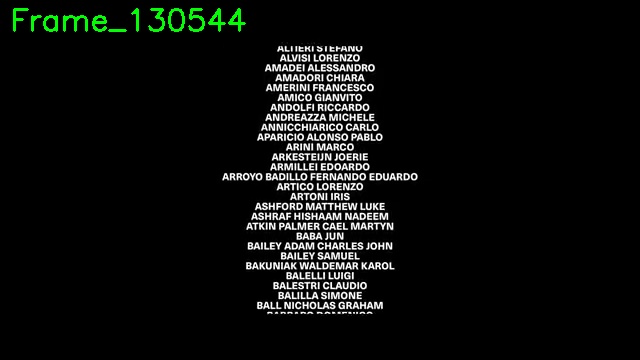 Frame_130544
ALTIERI STEFANO
ALVISI LORENZO
AMADEI ALESSANDRO
AMADORI CHIARA
AMERINI FRANCESCO
AMICO GIANVITO
ANDOLFI RICCARDO
ANDREAZZA MICHELE
ANNICCHIARICO CARLO
APARICIO ALONSO PABLO
ARINI MARCO
ARKESTEIJN JOERIE
ARMILLEI EDOARDO
ARROYO BADILLO FERNANDO EDUARDO
ARTICO LORENZO
ARTONI IRIS
ASHFORD MATTHEW LUKE
ASHRAF HISHAAM NADEEM
ATKIN PALMER CAEL MARTYN
BABA JUN
BAILEY ADAM CHARLES JOHN
BAILEY SAMUEL
BAKUNIAK WALDEMAR KAROL
BALELLI LUIGI
BALESTRI CLAUDIO
BALILLA SIMONE
BALL NICHOLAS GRAHAM